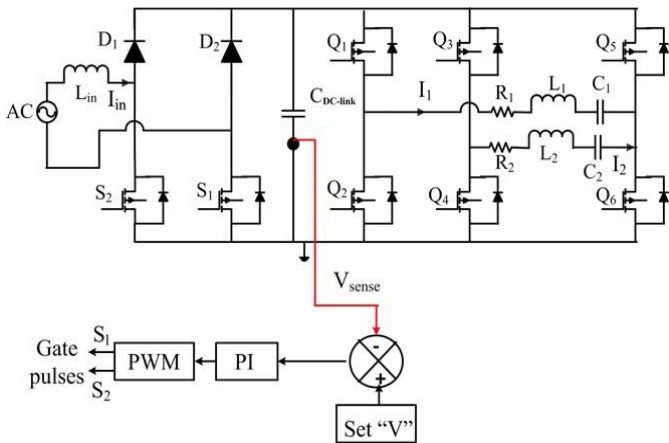 D1
D2
Q1
Q3
Q5
Lin
Iin
AC
CDC-link
I1
R1
L1
C1
R2
L2
C2
I2
S2
S1
Q2
Q4
Q6
Vsense
Gate
pulses
S1
S2
PWM
PI
-
+
Set “V”